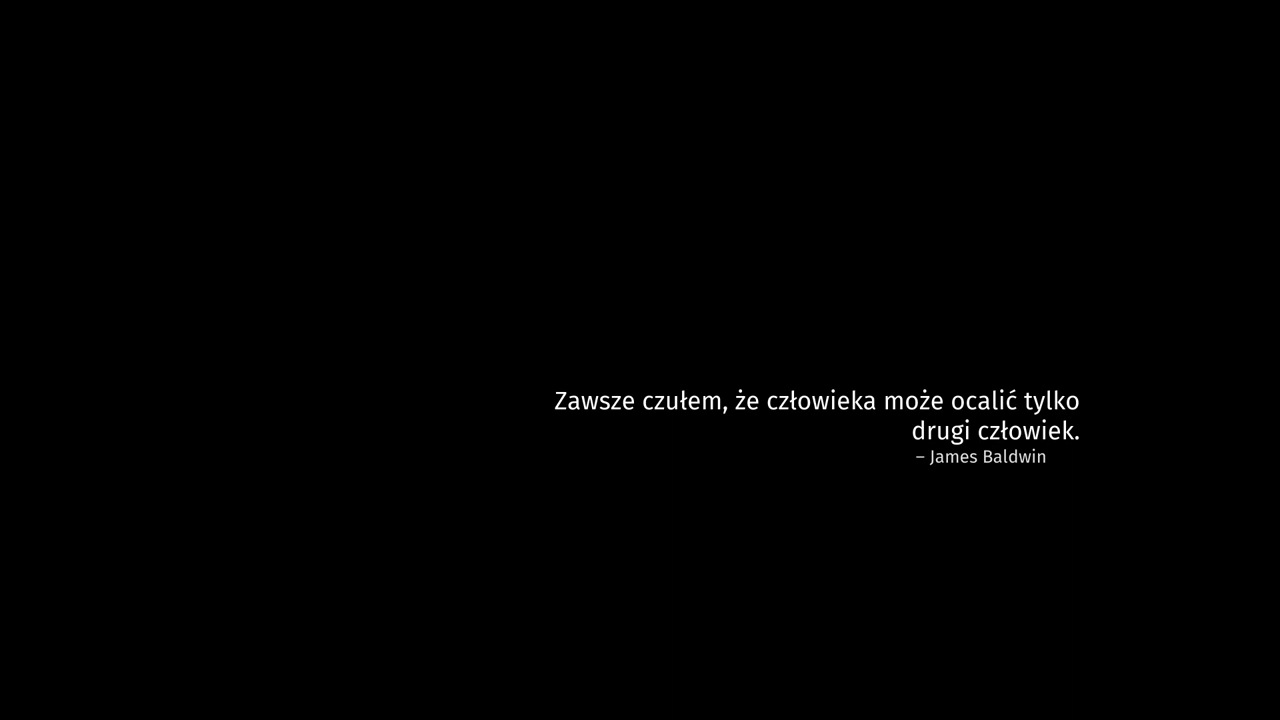 Zawsze czułem, że człowieka może ocalić tylko
drugi człowiek.
– James Baldwin